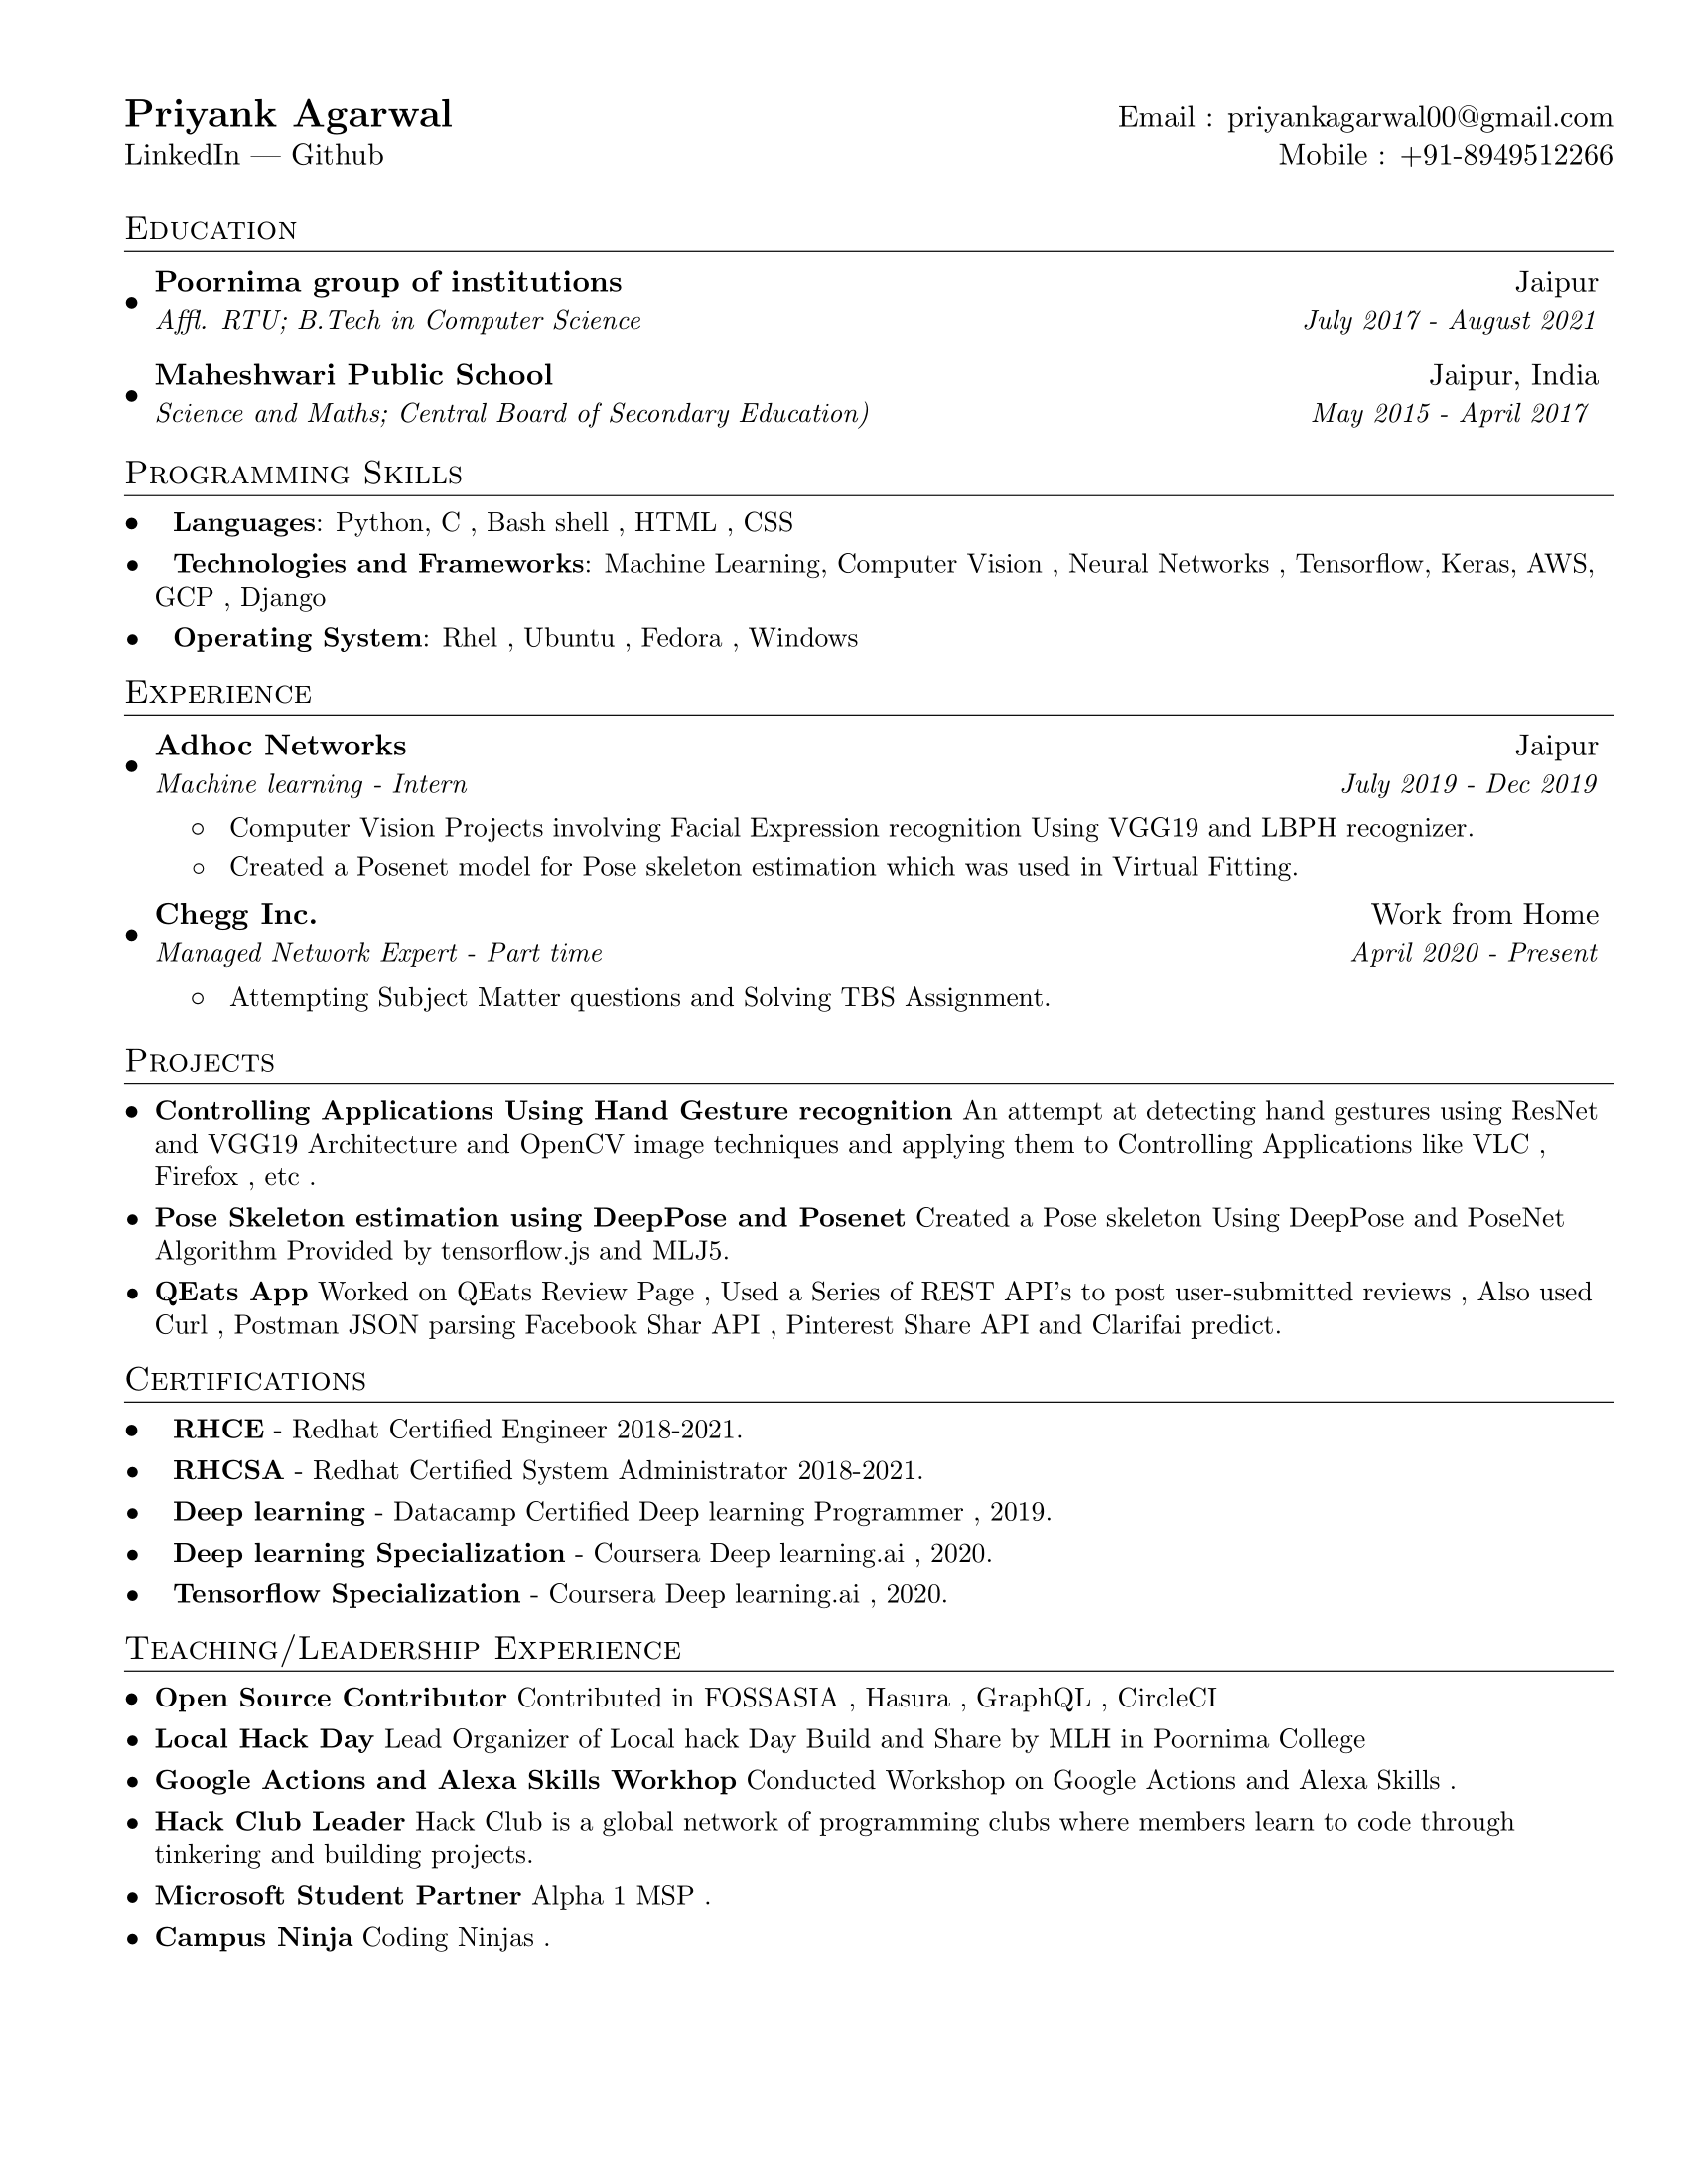 Priyank Agarwal Email : priyankagarwal00@gmail.com
LinkedIn — Github Mobile : +91-8949512266
Education
• Poornima group of institutions Jaipur
Affl. RTU; B.Tech in Computer Science July 2017 - August 2021
• Maheshwari Public School Jaipur, India
Science and Maths; Central Board of Secondary Education) May 2015 - April 2017
Programming Skills
• Languages: Python, C , Bash shell , HTML , CSS
• Technologies and Frameworks: Machine Learning, Computer Vision , Neural Networks , Tensorflow, Keras, AWS,
GCP , Django
• Operating System: Rhel , Ubuntu , Fedora , Windows
Experience
• Adhoc Networks Jaipur
Machine learning - Intern July 2019 - Dec 2019
◦ Computer Vision Projects involving Facial Expression recognition Using VGG19 and LBPH recognizer.
◦ Created a Posenet model for Pose skeleton estimation which was used in Virtual Fitting.
• Chegg Inc. Work from Home
Managed Network Expert - Part time April 2020 - Present
◦ Attempting Subject Matter questions and Solving TBS Assignment.
Projects
• Controlling Applications Using Hand Gesture recognition An attempt at detecting hand gestures using ResNet
and VGG19 Architecture and OpenCV image techniques and applying them to Controlling Applications like VLC ,
Firefox , etc .
• Pose Skeleton estimation using DeepPose and Posenet Created a Pose skeleton Using DeepPose and PoseNet
Algorithm Provided by tensorflow.js and MLJ5.
• QEats App Worked on QEats Review Page , Used a Series of REST API's to post user-submitted reviews , Also used
Curl , Postman JSON parsing Facebook Shar API , Pinterest Share API and Clarifai predict.
Certifications
• RHCE - Redhat Certified Engineer 2018-2021.
• RHCSA - Redhat Certified System Administrator 2018-2021.
• Deep learning - Datacamp Certified Deep learning Programmer , 2019.
• Deep learning Specialization - Coursera Deep learning.ai , 2020.
• Tensorflow Specialization - Coursera Deep learning.ai , 2020.
Teaching/Leadership Experience
• Open Source Contributor Contributed in FOSSASIA , Hasura , GraphQL , CircleCI
• Local Hack Day Lead Organizer of Local hack Day Build and Share by MLH in Poornima College
• Google Actions and Alexa Skills Workhop Conducted Workshop on Google Actions and Alexa Skills .
• Hack Club Leader Hack Club is a global network of programming clubs where members learn to code through
tinkering and building projects.
• Microsoft Student Partner Alpha 1 MSP .
• Campus Ninja Coding Ninjas .